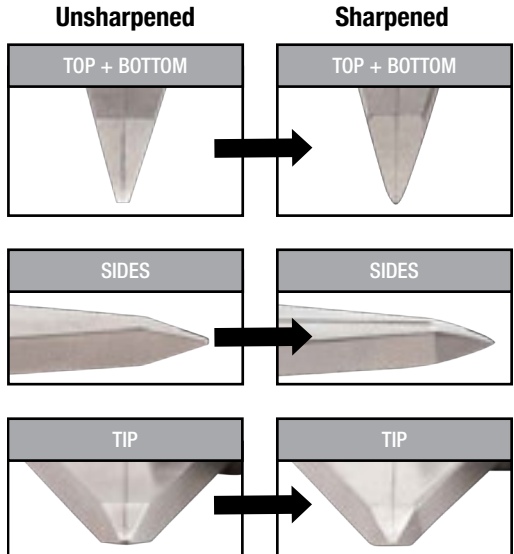 Unsharpened Sharpened
TOP + BOTTOM TOP + BOTTOM
SIDES SIDES
TIP TIP